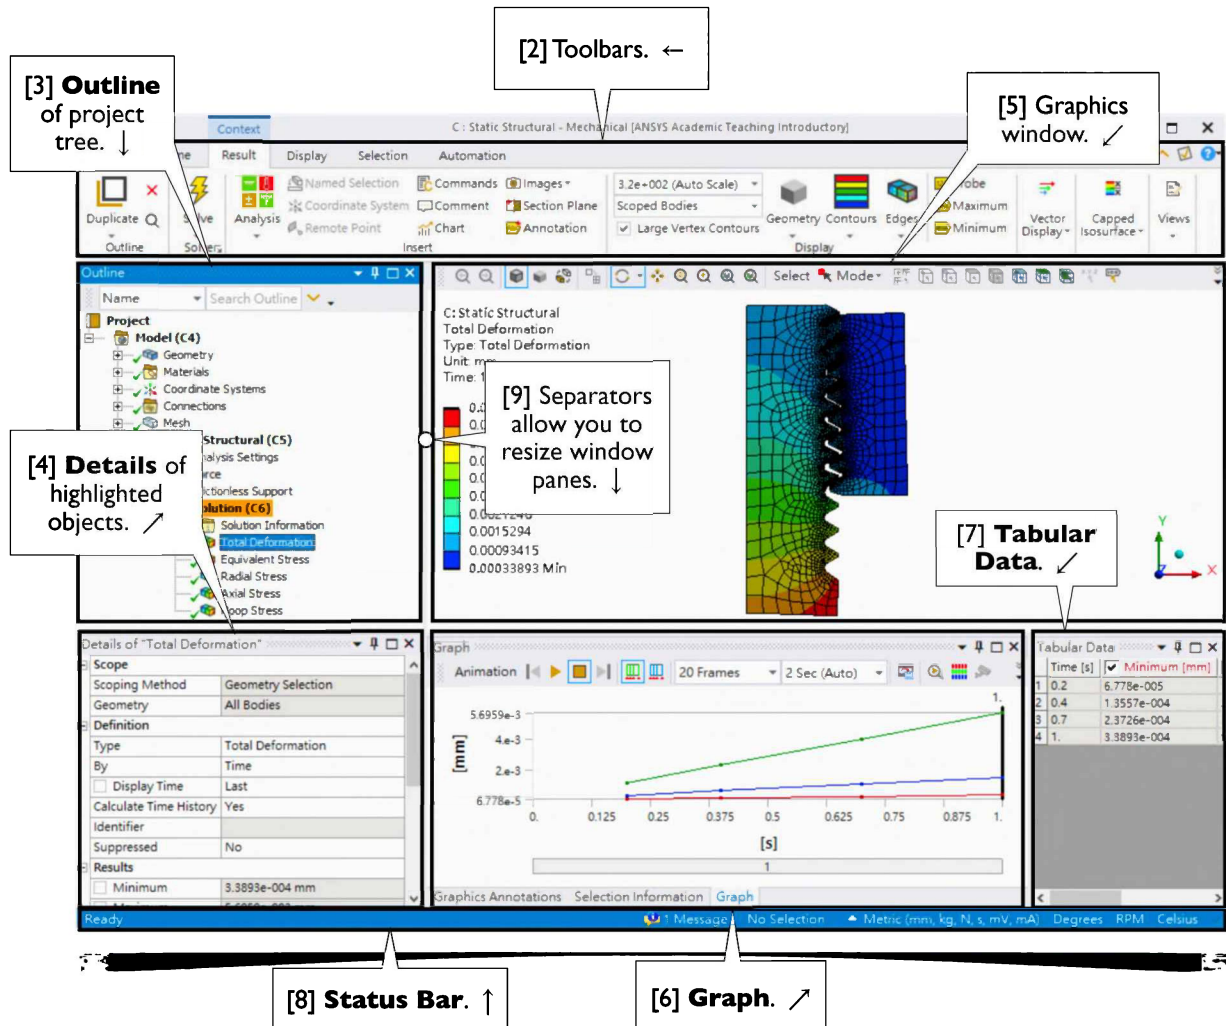 [2] Toolbars. ←
[3] Outline
of project
tree. ↓
[5] Graphics
window. ↙
Context
C : Static Structural - Mechanical [ANSYS Academic Teaching Introductory]
Result Display Selection Automation
Duplicate
Outline
Solve
Analysis
Named Selection Commands Images
Coordinate System Comment Section Plane
Remote Point Chart Annotation
Insert
3.2e+002 (Auto Scale)
Scoped Bodies
Large Vertex Contours
Geometry Contours Edges
Display
Maximum
Minimum
Vector
Display
Capped
Isosurface
Views
Outline
Name Search Outline
Project
Model (C4)
Geometry
Materials
Coordinate Systems
Connections
Mesh
Structural (C5)
[4] Details of
highlighted
objects. ↗
Solution Information
Total Deformation
Equivalent Stress
Radial Stress
Axial Stress
Select Mode
C: Static Structural
Total Deformation
Type: Total Deformation
Unit: mm
0.0015294
0.00093415
0.00033893 Min
[9] Separators
allow you to
resize window
panes. ↓
[7] Tabular
Data. ↙
Y
Z
X
Details of "Total Deformation"
Scope
Scoping Method Geometry Selection
Geometry All Bodies
Definition
Type Total Deformation
By Time
Display Time Last
Calculate Time History Yes
Identifier
Suppressed No
Results
Minimum 3.3893e-004 mm
Graph
Animation 20 Frames 2 Sec (Auto)
1.
5.6959e-3
4.e-3
2.e-3
6.778e-5
[mm]
0. 0.125 0.25 0.375 0.5 0.625 0.75 0.875 1.
[s]
1
Graphics Annotations Selection Information Graph
Tabular Data
Time [s] Minimum [mm]
1 0.2 6.778e-005
2 0.4 1.3557e-004
3 0.7 2.3726e-004
4 1. 3.3893e-004
Ready 1 Message No Selection Metric (mm, kg, N, s, mV, mA) Degrees RPM Celsius
[8] Status Bar. ↑
[6] Graph. ↗